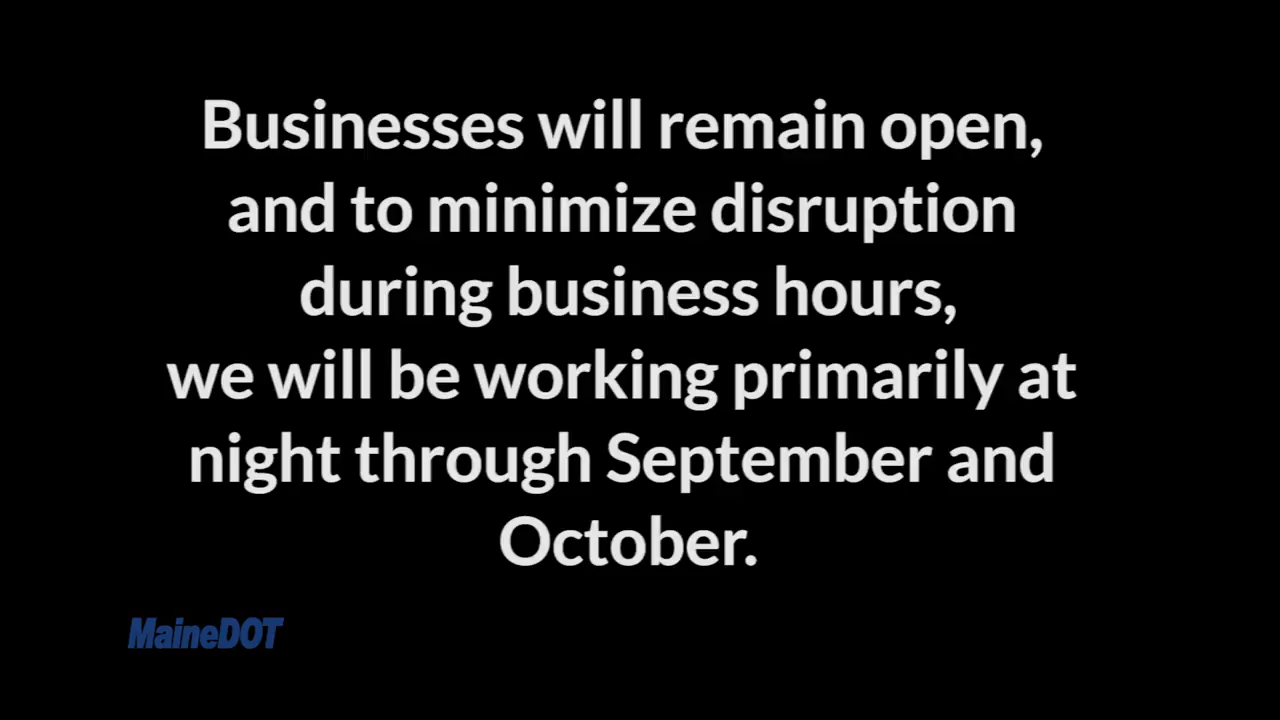 Businesses will remain open,
and to minimize disruption
during business hours,
we will be working primarily at
night through September and
October.
MaineDOT